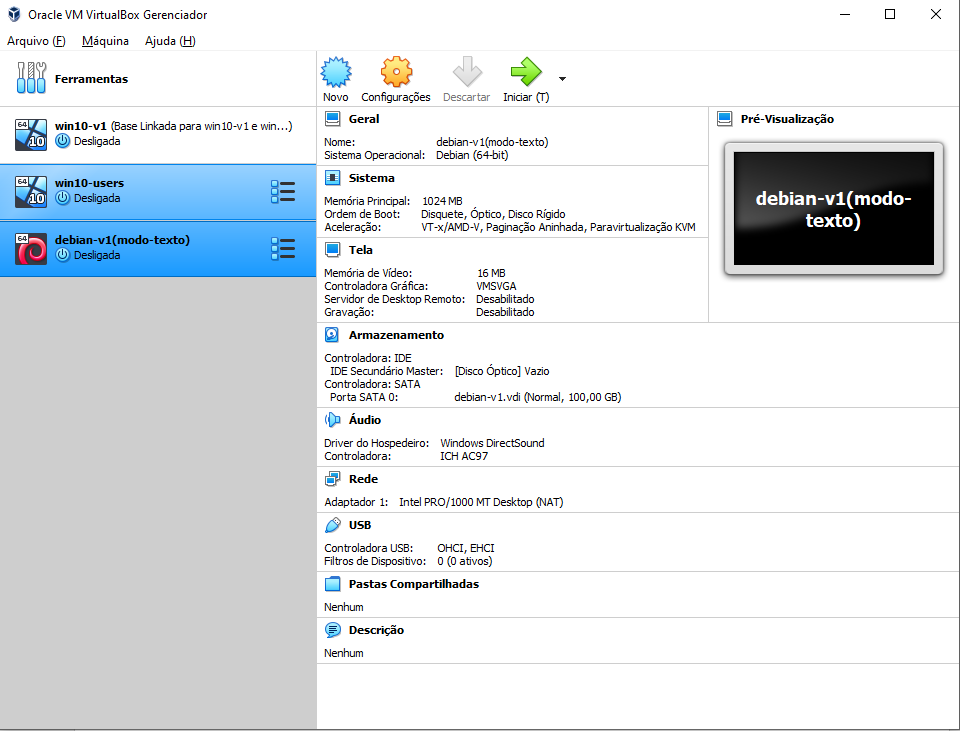 Oracle VM VirtualBox Gerenciador
Arquivo (F) Máquina Ajuda (H)
Ferramentas
64
10
win10-v1 (Base Linkada para win10-v1 e win...)
Desligada
64
10
win10-users
Desligada
64
debian-v1(modo-texto)
Desligada
Novo Configurações Descartar Iniciar (T)
Geral
Nome: debian-v1(modo-texto)
Sistema Operacional: Debian (64-bit)
Sistema
Memória Principal: 1024 MB
Ordem de Boot: Disquete, Óptico, Disco Rígido
Aceleração: VT-x/AMD-V, Paginação Aninhada, Paravirtualização KVM
Tela
Memória de Vídeo: 16 MB
Controladora Gráfica: VMSVGA
Servidor de Desktop Remoto: Desabilitado
Gravação: Desabilitado
Pré-Visualização
debian-v1(modo-
texto)
Armazenamento
Controladora: IDE
IDE Secundário Master: [Disco Óptico] Vazio
Controladora: SATA
Porta SATA 0: debian-v1.vdi (Normal, 100,00 GB)
Áudio
Driver do Hospedeiro: Windows DirectSound
Controladora: ICH AC97
Rede
Adaptador 1: Intel PRO/1000 MT Desktop (NAT)
USB
Controladora USB: OHCI, EHCI
Filtros de Dispositivo: 0 (0 ativos)
Pastas Compartilhadas
Nenhum
Descrição
Nenhum